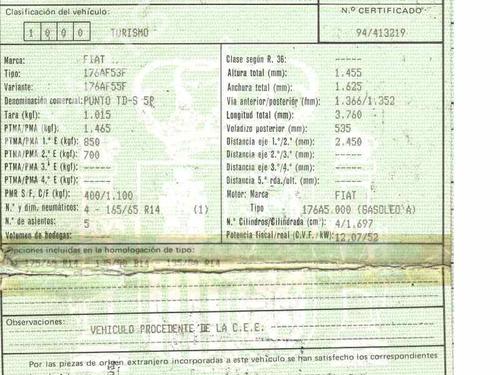 Clasificación del vehículo:
N.º CERTIFICADO
1 0 0 0 TURISMO
94/413219
Marca: FIAT
Tipo: 176AF53F
Variante: 176AF55F
Denominación comercial: PUNTO TD-S 5P
Tara (kgf): 1.015
PTMA/PMA (kgf): 1.465
PTMA/PMA 1.º E (kgf): 850
PTMA/PMA 2.º E (kgf): 700
PTMA/PMA 3.º E (kgf): -----
PTMA/PMA 4.º E (kgf): -----
PMR S/F, C/F (kgf): 400/1.100
N.º y dim. neumáticos: 4 - 165/65 R14 (1)
N.º de asientos: 5
Volumen de bodegas: -----
Clase según R. 36: -----
Altura total (mm): 1.455
Anchura total (mm): 1.625
Vía anterior/posterior (mm): 1.366/1.352
Longitud total (mm): 3.760
Voladizo posterior (mm): 535
Distancia eje 1.º/2.º (mm): 2.450
Distancia eje 2.º/3.º (mm): -----
Distancia eje 3.º/4.º (mm): -----
Distancia 5.ª rda./ult. (mm): -----
Motor: Marca FIAT
Tipo 176A5.000 (GASOLEO A)
N.º Cilindros/Cilindrada (cm³): 4/1.697
Potencia fiscal/real (C.V.F./kW): 12,07/52
Opciones incluidas en la homologación de tipo:
175/65 R14
Observaciones:
VEHICULO PROCEDENTE DE LA C.E.E.
Por las piezas de origen extranjero incorporadas a este vehículo se han satisfecho los correspondientes